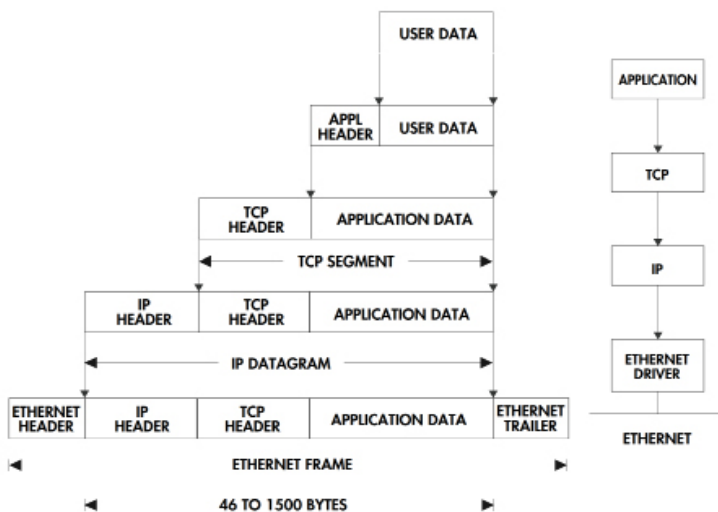 USER DATA
APPL
HEADER
USER DATA
TCP
HEADER
APPLICATION DATA
TCP SEGMENT
IP
HEADER
TCP
HEADER
APPLICATION DATA
IP DATAGRAM
ETHERNET
HEADER
IP
HEADER
TCP
HEADER
APPLICATION DATA
ETHERNET
TRAILER
ETHERNET FRAME
46 TO 1500 BYTES
APPLICATION
TCP
IP
ETHERNET
DRIVER
ETHERNET